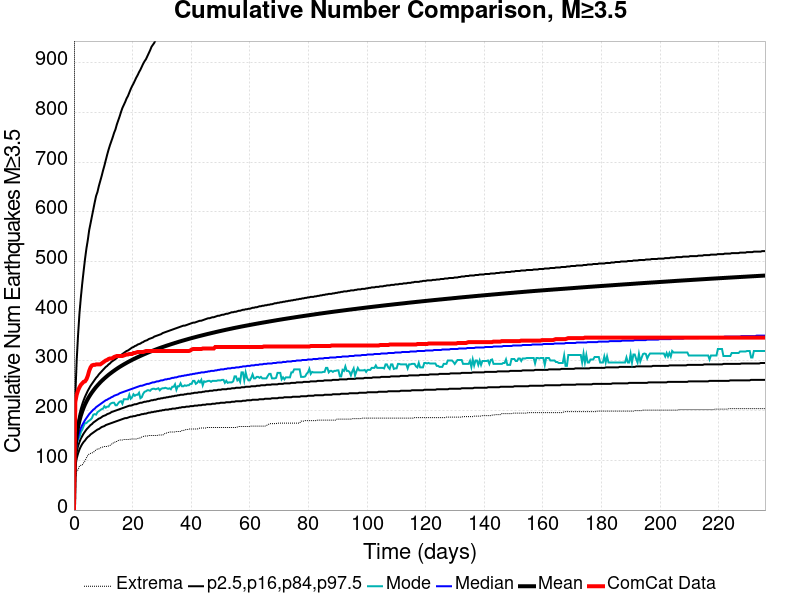 Cumulative Number Comparison, M≥3.5
Cumulative Num Earthquakes M≥3.5
900
800
700
600
500
400
300
200
100
0
0 20 40 60 80 100 120 140 160 180 200 220
Time (days)
Extrema p2.5,p16,p84,p97.5 Mode Median Mean ComCat Data